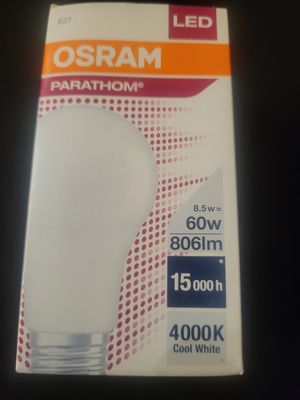 E27
LED
OSRAM
PARATHOM®
8.5w=
60w
806lm
*
15 000 h
4000K
Cool White